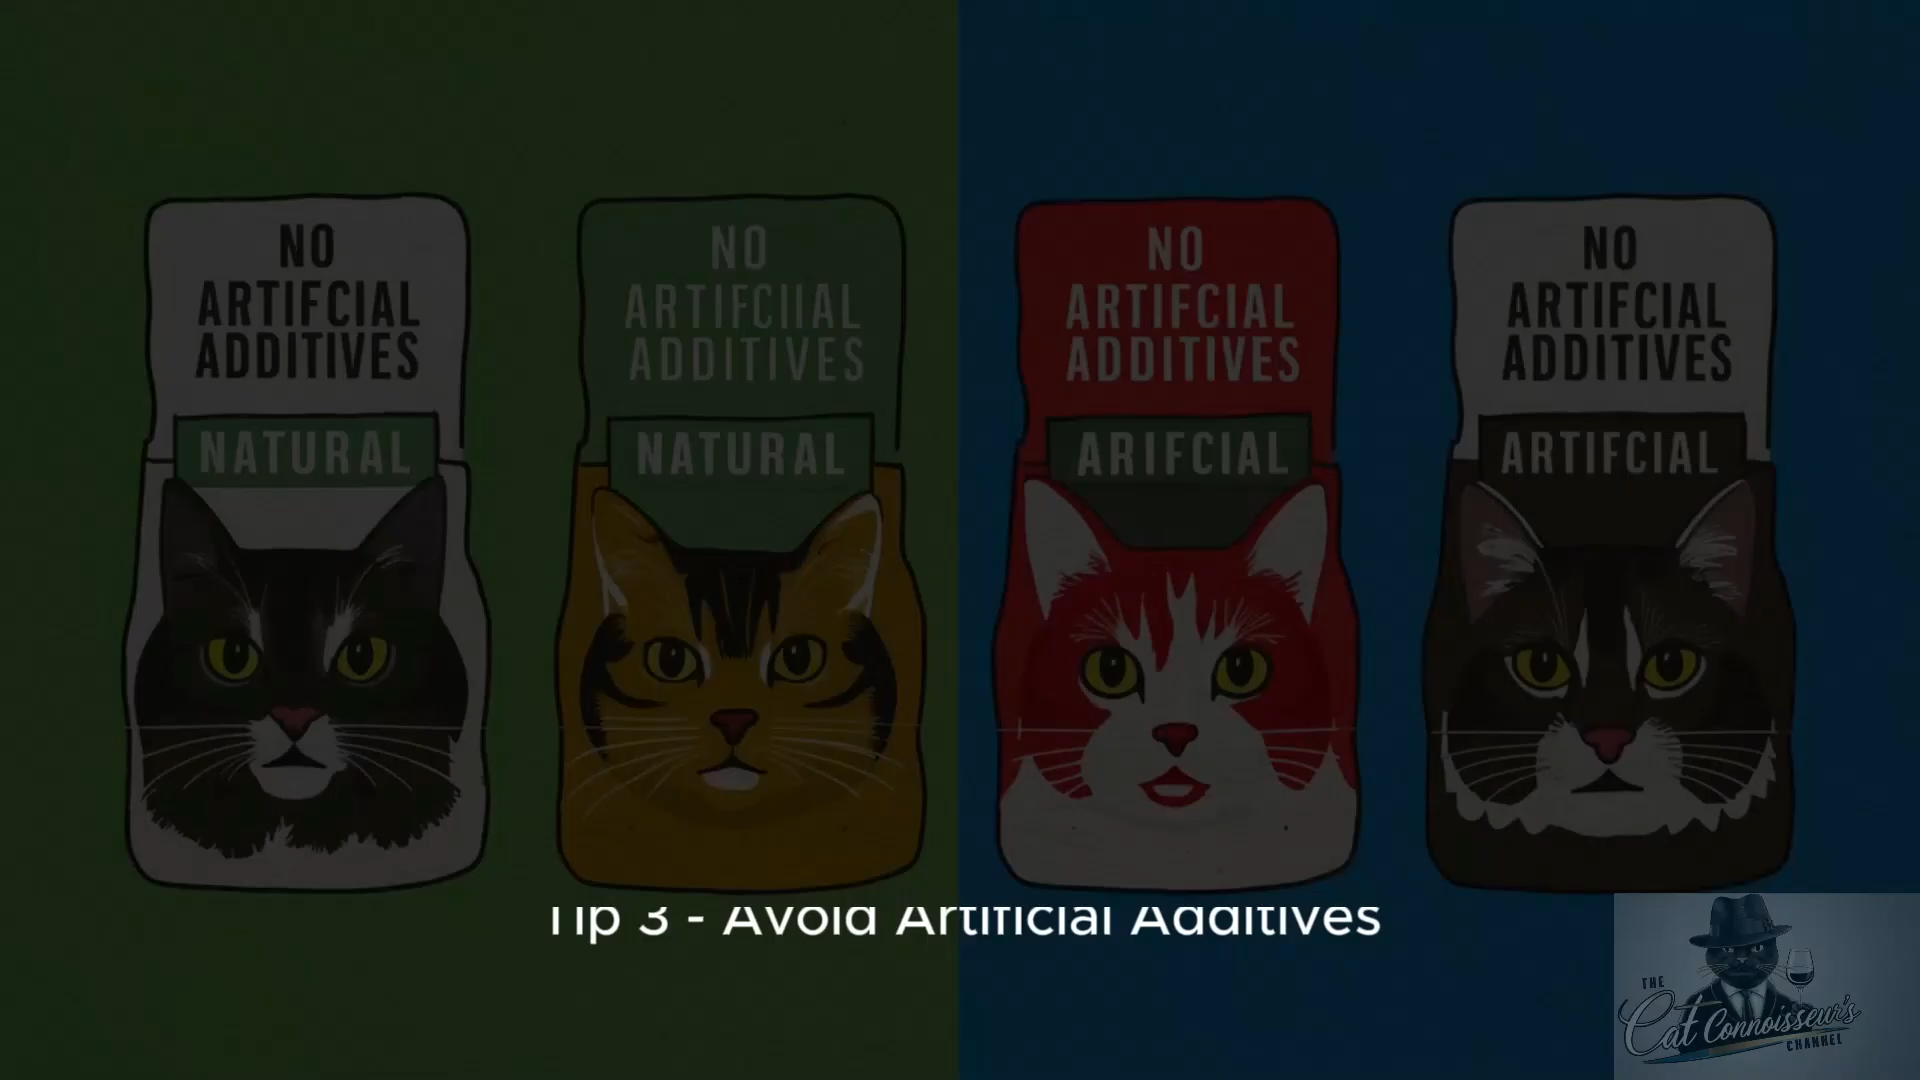 NO
ARTIFCIAL
ADDITIVES
NATURAL
NO
ARTIFCIIAL
ADDITIVES
NATURAL
NO
ARTIFCIAL
ADDITIVES
ARIFCIAL
NO
ARTIFCIAL
ADDITIVES
ARTIFCIAL
Tip 3 - Avoid Artificial Additives
THE
Cat Connoisseur's
CHANNEL